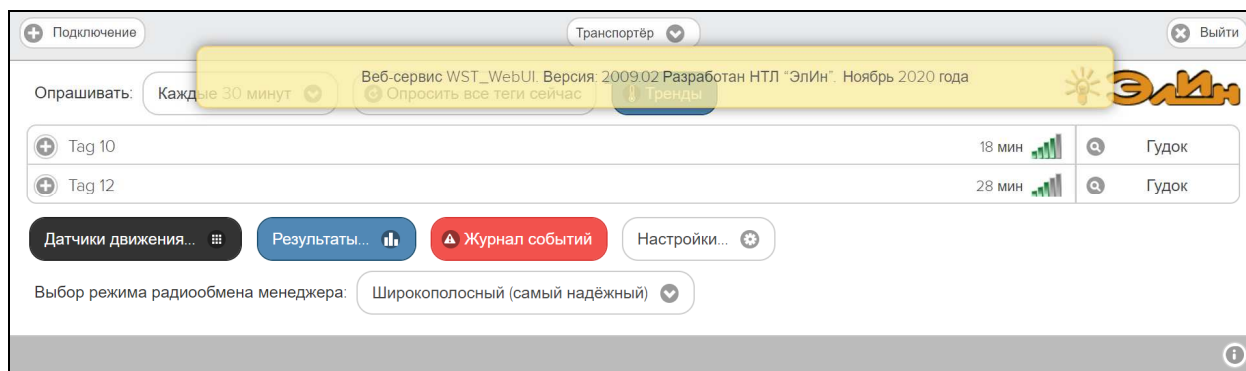 Подключение
Транспортёр
Выйти
Веб-сервис WST_WebUI. Версия: 2009.02 Разработан НТЛ "ЭлИн". Ноябрь 2020 года
Опрашивать: Каждые 30 минут Опросить все теги сейчас Тренды
ЭлИн
Tag 10 18 мин Гудок
Tag 12 28 мин Гудок
Датчики движения... Результаты... Журнал событий Настройки...
Выбор режима радиообмена менеджера: Широкополосный (самый надёжный)